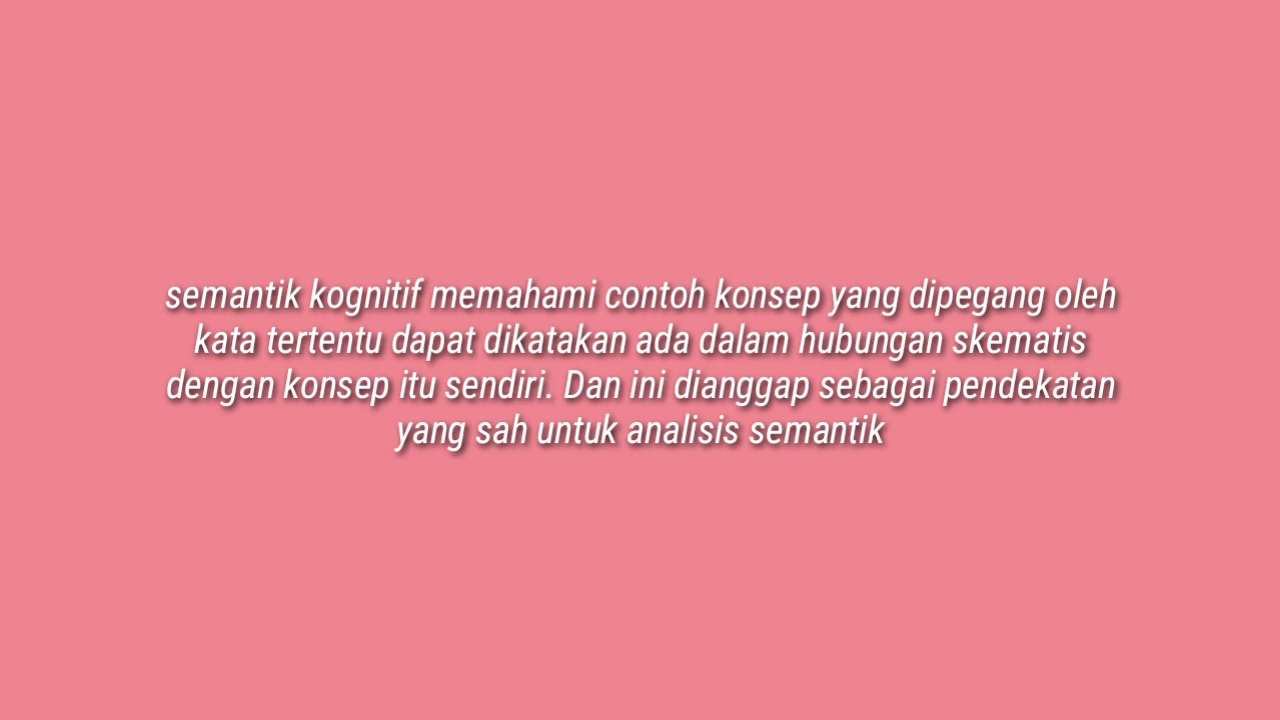 semantik kognitif memahami contoh konsep yang dipegang oleh
kata tertentu dapat dikatakan ada dalam hubungan skematis
dengan konsep itu sendiri. Dan ini dianggap sebagai pendekatan
yang sah untuk analisis semantik